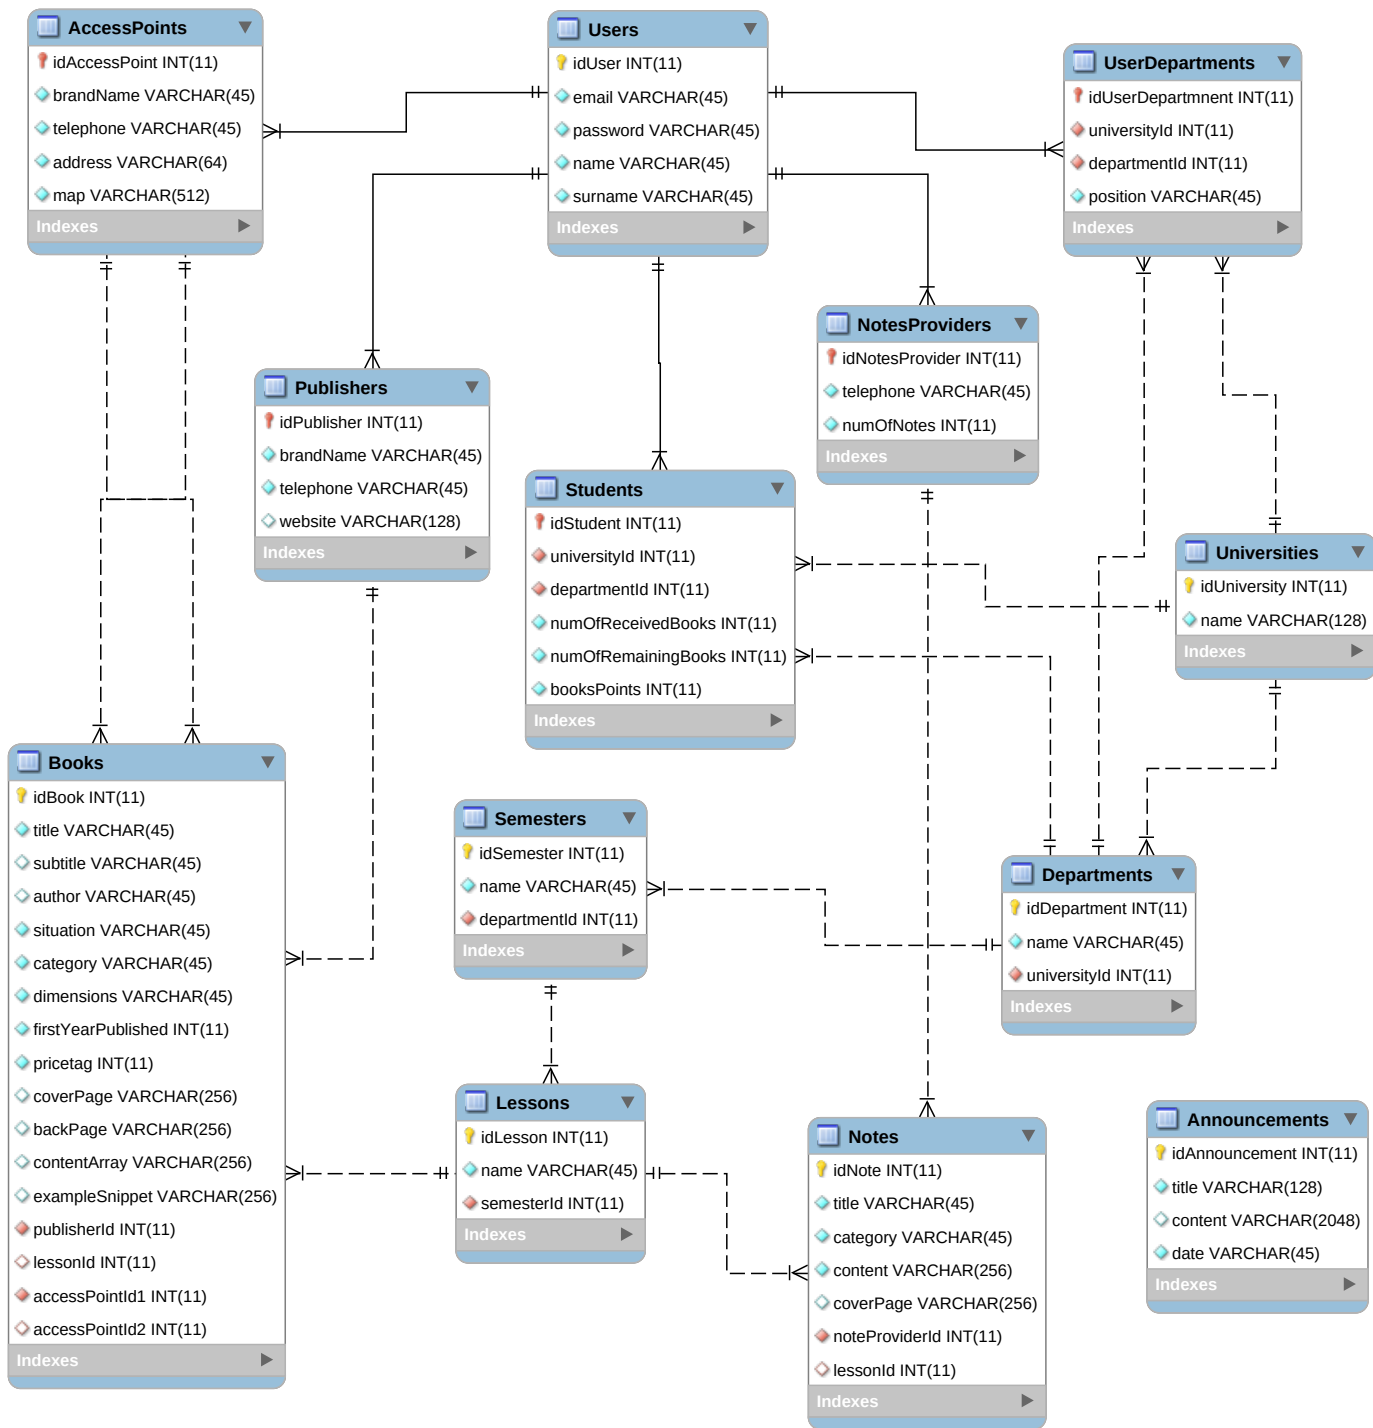 AccessPoints
idAccessPoint INT(11)
brandName VARCHAR(45)
telephone VARCHAR(45)
address VARCHAR(64)
map VARCHAR(512)
Indexes
Users
idUser INT(11)
email VARCHAR(45)
password VARCHAR(45)
name VARCHAR(45)
surname VARCHAR(45)
Indexes
UserDepartments
idUserDepartmnent INT(11)
universityId INT(11)
departmentId INT(11)
position VARCHAR(45)
Indexes
NotesProviders
idNotesProvider INT(11)
telephone VARCHAR(45)
numOfNotes INT(11)
Indexes
Publishers
idPublisher INT(11)
brandName VARCHAR(45)
telephone VARCHAR(45)
website VARCHAR(128)
Indexes
Students
idStudent INT(11)
universityId INT(11)
departmentId INT(11)
numOfReceivedBooks INT(11)
numOfRemainingBooks INT(11)
booksPoints INT(11)
Indexes
Universities
idUniversity INT(11)
name VARCHAR(128)
Indexes
Books
idBook INT(11)
title VARCHAR(45)
subtitle VARCHAR(45)
author VARCHAR(45)
situation VARCHAR(45)
category VARCHAR(45)
dimensions VARCHAR(45)
firstYearPublished INT(11)
pricetag INT(11)
coverPage VARCHAR(256)
backPage VARCHAR(256)
contentArray VARCHAR(256)
exampleSnippet VARCHAR(256)
publisherId INT(11)
lessonId INT(11)
accessPointId1 INT(11)
accessPointId2 INT(11)
Indexes
Semesters
idSemester INT(11)
name VARCHAR(45)
departmentId INT(11)
Indexes
Departments
idDepartment INT(11)
name VARCHAR(45)
universityId INT(11)
Indexes
Lessons
idLesson INT(11)
name VARCHAR(45)
semesterId INT(11)
Indexes
Notes
idNote INT(11)
title VARCHAR(45)
category VARCHAR(45)
content VARCHAR(256)
coverPage VARCHAR(256)
noteProviderId INT(11)
lessonId INT(11)
Indexes
Announcements
idAnnouncement INT(11)
title VARCHAR(128)
content VARCHAR(2048)
date VARCHAR(45)
Indexes